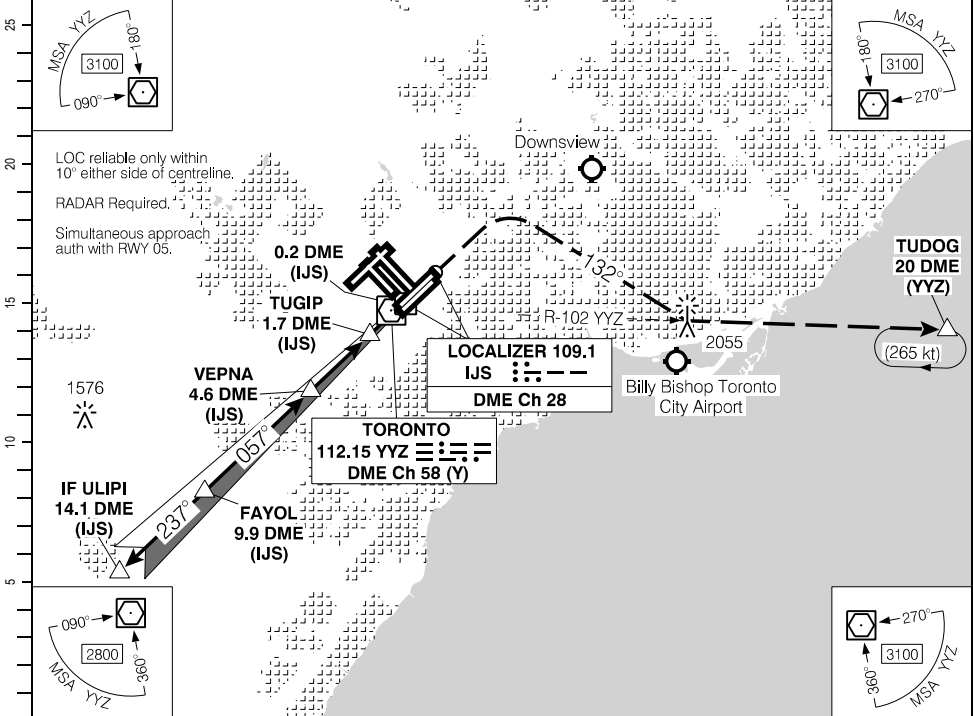 25
20
15
10
5
MSA YYZ
180°
3100
090°
MSA YYZ
180°
3100
270°
LOC reliable only within
10° either side of centreline.
RADAR Required.
Simultaneous approach
auth with RWY 05.
Downsview
0.2 DME
(IJS)
132°
TUDOG
20 DME
(YYZ)
TUGIP
1.7 DME
(IJS)
R-102 YYZ
2055
(265 kt)
LOCALIZER 109.1
IJS
DME Ch 28
VEPNA
4.6 DME
(IJS)
1576
Billy Bishop Toronto
City Airport
TORONTO
112.15 YYZ
DME Ch 58 (Y)
057°
IF ULIPI
14.1 DME
(IJS)
237°
FAYOL
9.9 DME
(IJS)
090°
2800
360°
MSA YYZ
270°
3100
360°
MSA YYZ